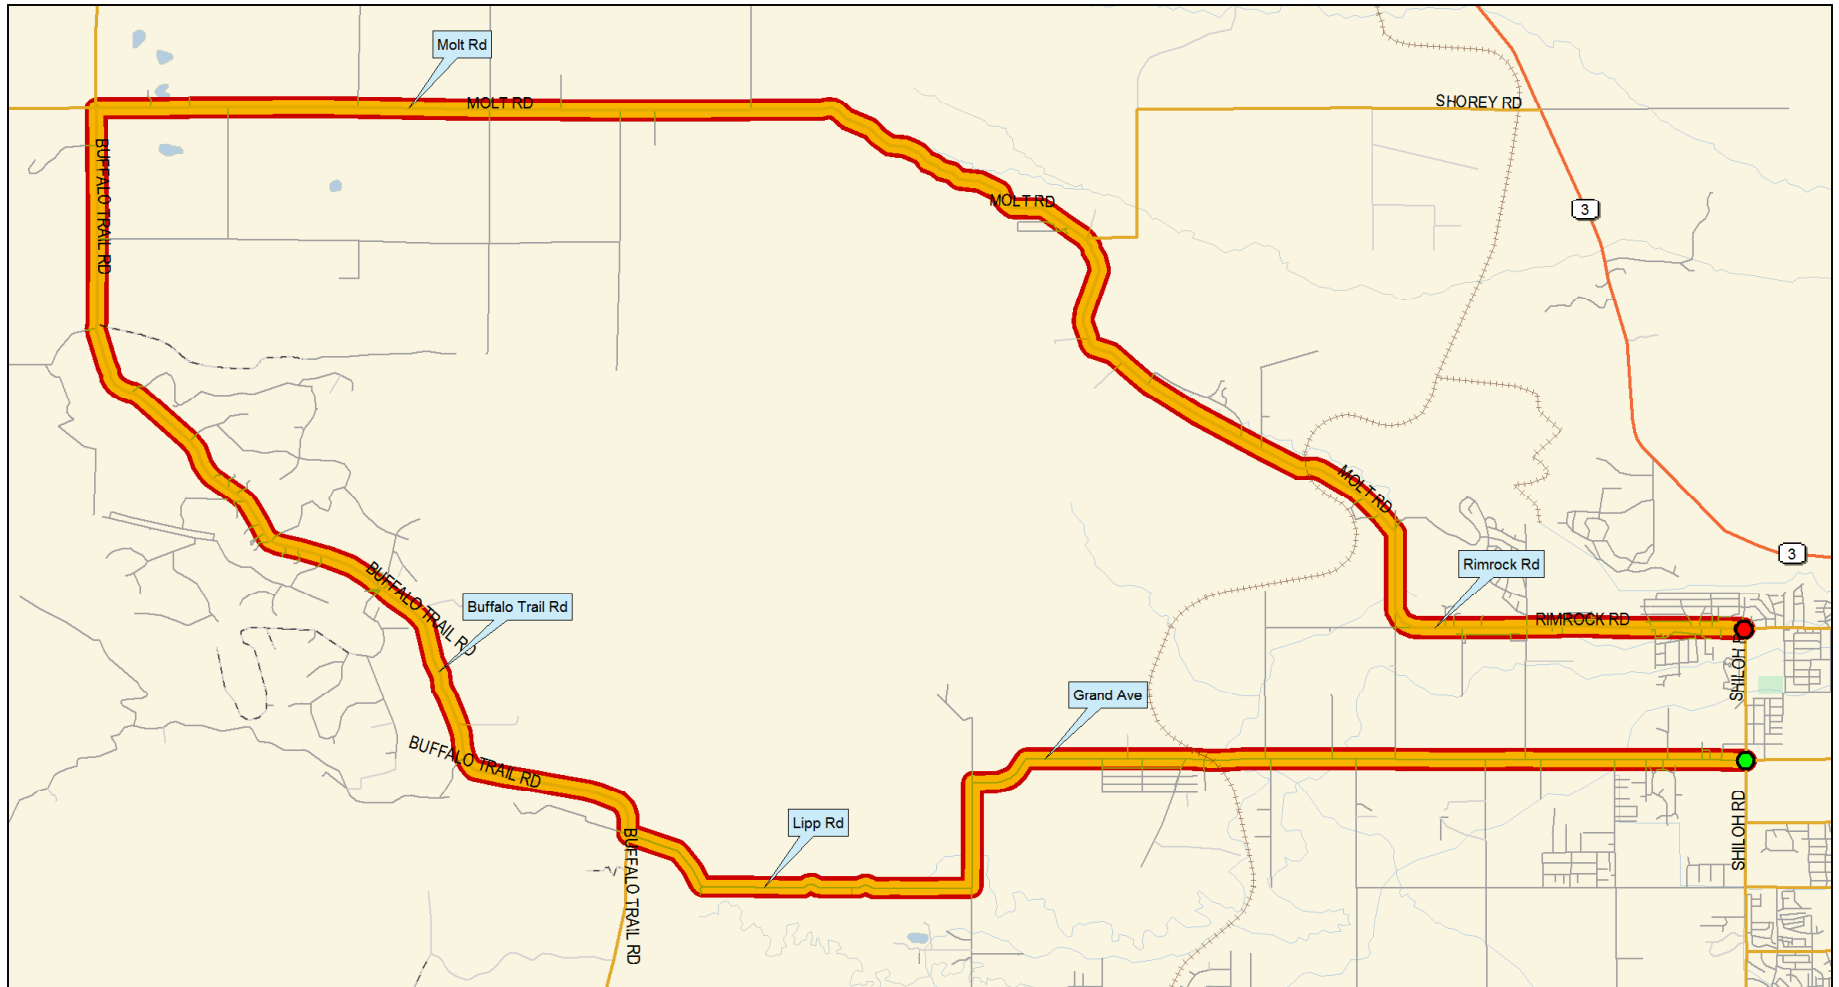 Molt Rd
MOLT RD
SHOREY RD
BUFFALO TRAIL RD
MOLT RD
3
MOLT RD
3
Rimrock Rd
BUFFALO TRAIL RD
Buffalo Trail Rd
RIMROCK RD
SHILOH R
Grand Ave
BUFFALO TRAIL RD
Lipp Rd
SHILOH RD
BUFFALO TRAIL RD